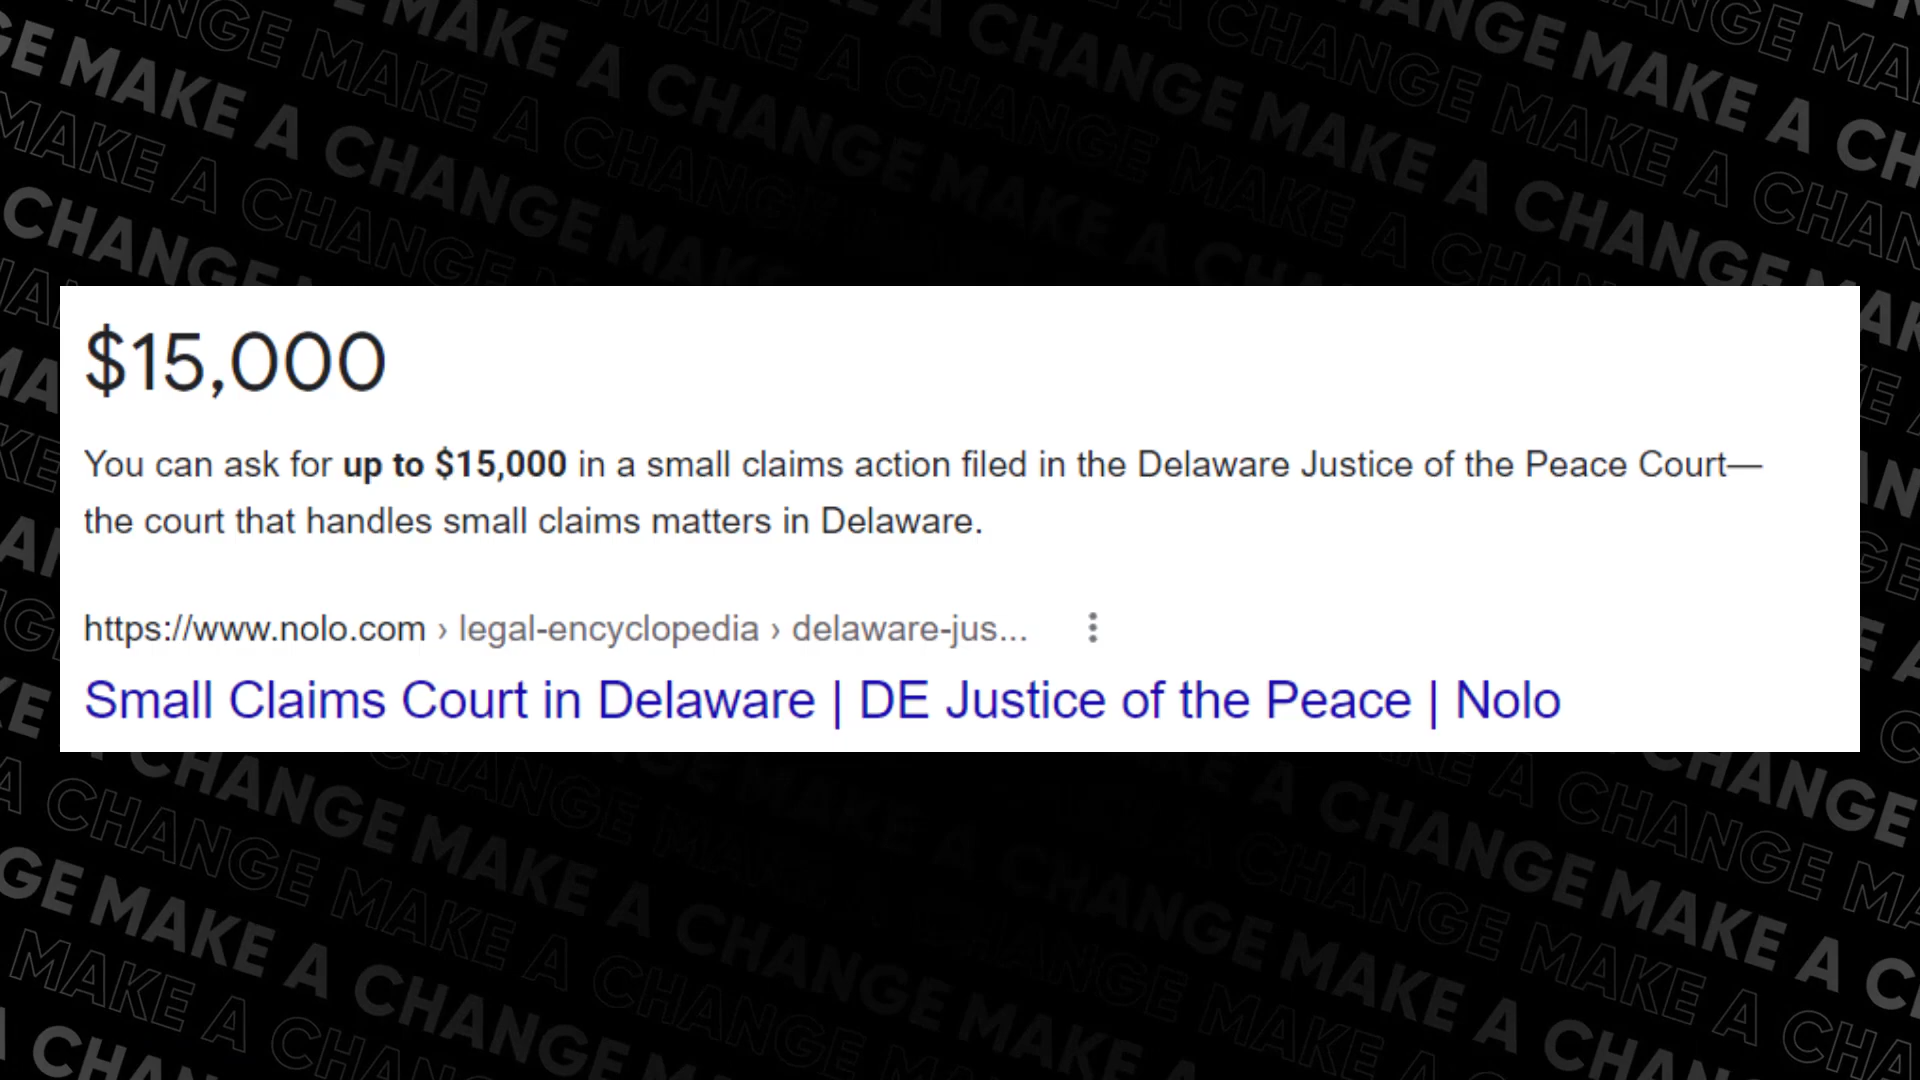 $15,000
You can ask for up to $15,000 in a small claims action filed in the Delaware Justice of the Peace Court—
the court that handles small claims matters in Delaware.
https://www.nolo.com › legal-encyclopedia › delaware-jus...
Small Claims Court in Delaware | DE Justice of the Peace | Nolo
MAKE A CHANGE